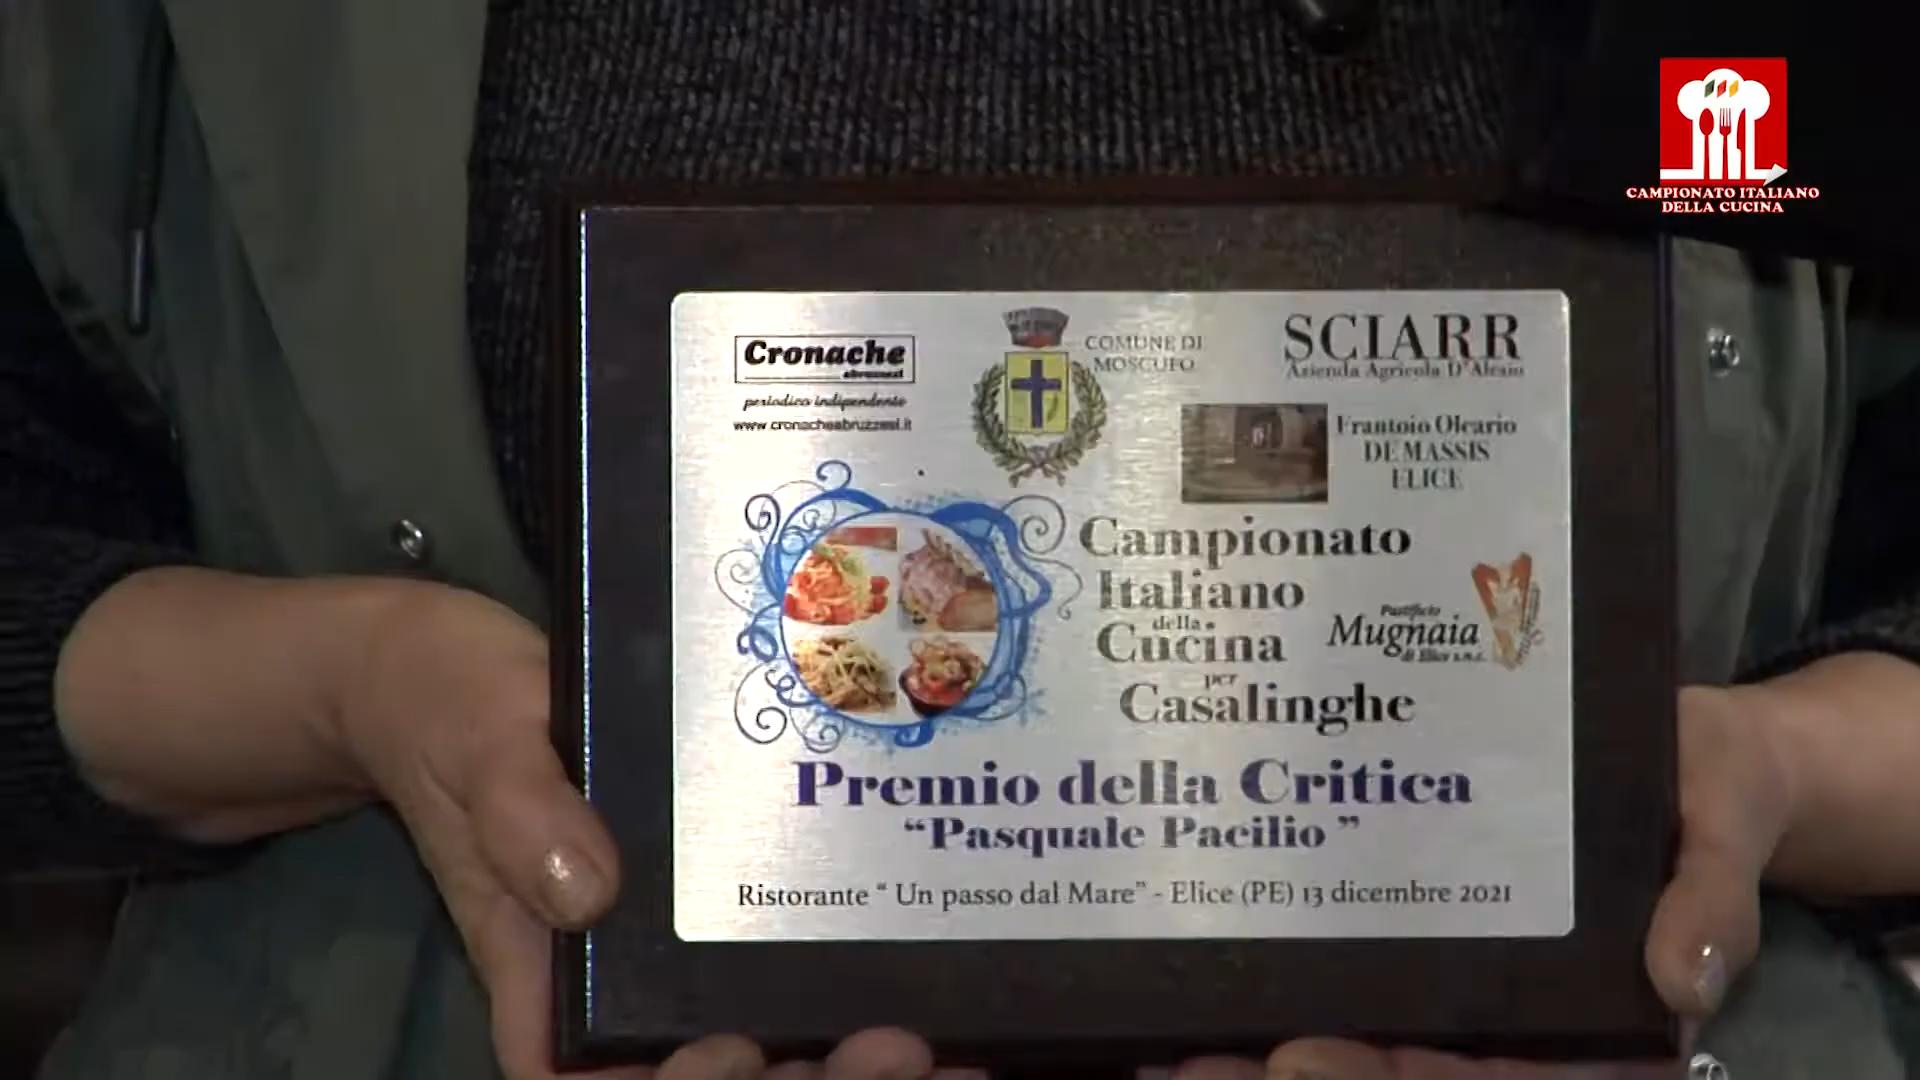 CAMPIONATO ITALIANO
DELLA CUCINA
Cronache
abruzzesi
periodico indipendente
www.cronacheabruzzesi.it
COMUNE DI
MOSCUFO
SCIARR
Azienda Agricola D'Alesio
Frantoio Oleario
DE MASSIS
ELICE
Campionato
Italiano
della
Cucina
per
Casalinghe
Pastificio
Mugnaia
di Elice s.n.c.
Premio della Critica
“Pasquale Pacilio”
Ristorante “ Un passo dal Mare” - Elice (PE) 13 dicembre 2021